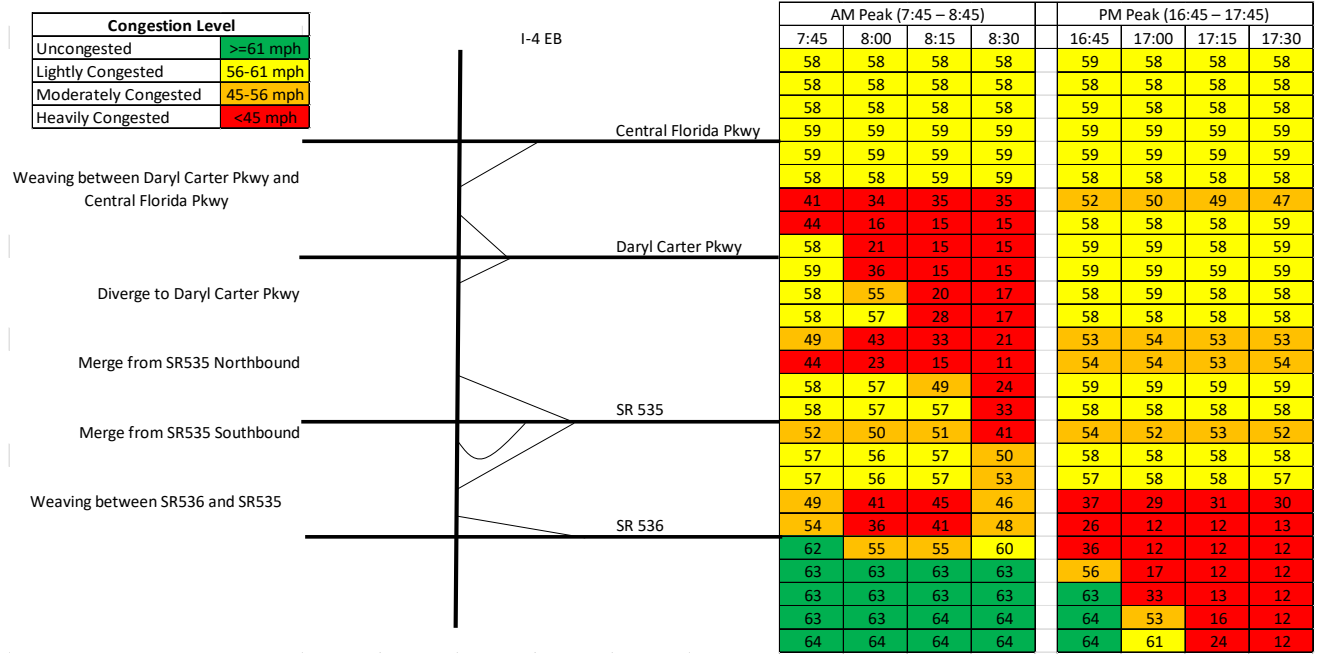 Congestion Level
Uncongested >=61 mph
Lightly Congested 56-61 mph
Moderately Congested 45-56 mph
Heavily Congested <45 mph
I-4 EB
Central Florida Pkwy
Weaving between Daryl Carter Pkwy and
Central Florida Pkwy
Daryl Carter Pkwy
Diverge to Daryl Carter Pkwy
Merge from SR535 Northbound
SR 535
Merge from SR535 Southbound
Weaving between SR536 and SR535
SR 536
AM Peak (7:45 – 8:45) PM Peak (16:45 – 17:45)
7:45 8:00 8:15 8:30 16:45 17:00 17:15 17:30
58 58 58 58 59 58 58 58
58 58 58 58 58 58 58 58
58 58 58 58 59 58 58 58
59 59 59 59 59 59 59 59
59 59 59 59 59 59 59 59
58 58 59 59 58 58 58 58
41 34 35 35 52 50 49 47
44 16 15 15 58 58 58 59
58 21 15 15 59 59 58 59
59 36 15 15 59 59 59 59
58 55 20 17 58 59 58 58
58 57 28 17 58 58 58 58
49 43 33 21 53 54 53 53
44 23 15 11 54 54 53 54
58 57 49 24 59 59 59 59
58 57 57 33 58 58 58 58
52 50 51 41 54 52 53 52
57 56 57 50 58 58 58 58
57 56 57 53 57 58 58 57
49 41 45 46 37 29 31 30
54 36 41 48 26 12 12 13
62 55 55 60 36 12 12 12
63 63 63 63 56 17 12 12
63 63 63 63 63 33 13 12
63 63 64 64 64 53 16 12
64 64 64 64 64 61 24 12